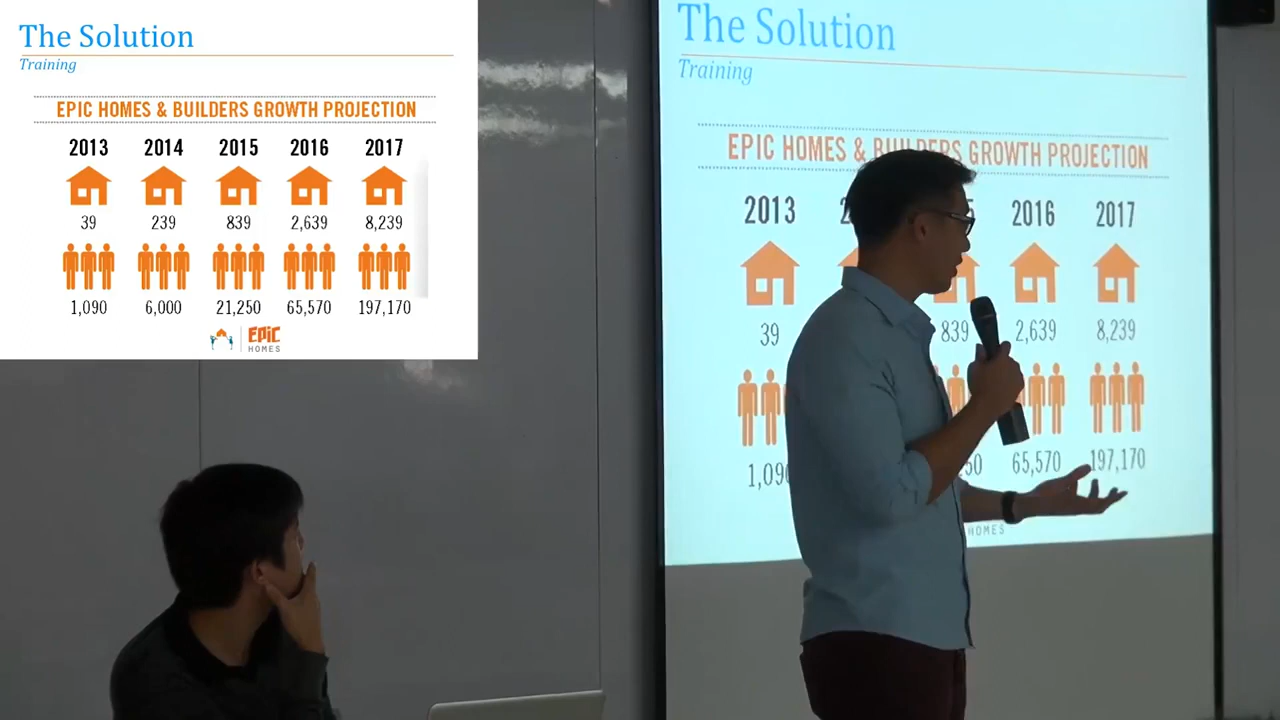 The Solution
Training
EPIC HOMES & BUILDERS GROWTH PROJECTION
2013 2014 2015 2016 2017
39 239 839 2,639 8,239
1,090 6,000 21,250 65,570 197,170
EPIC
HOMES
The Solution
Training
EPIC HOMES & BUILDERS GROWTH PROJECTION
2013 2016 2017
39 839 2,639 8,239
65,570 197,170
HOMES